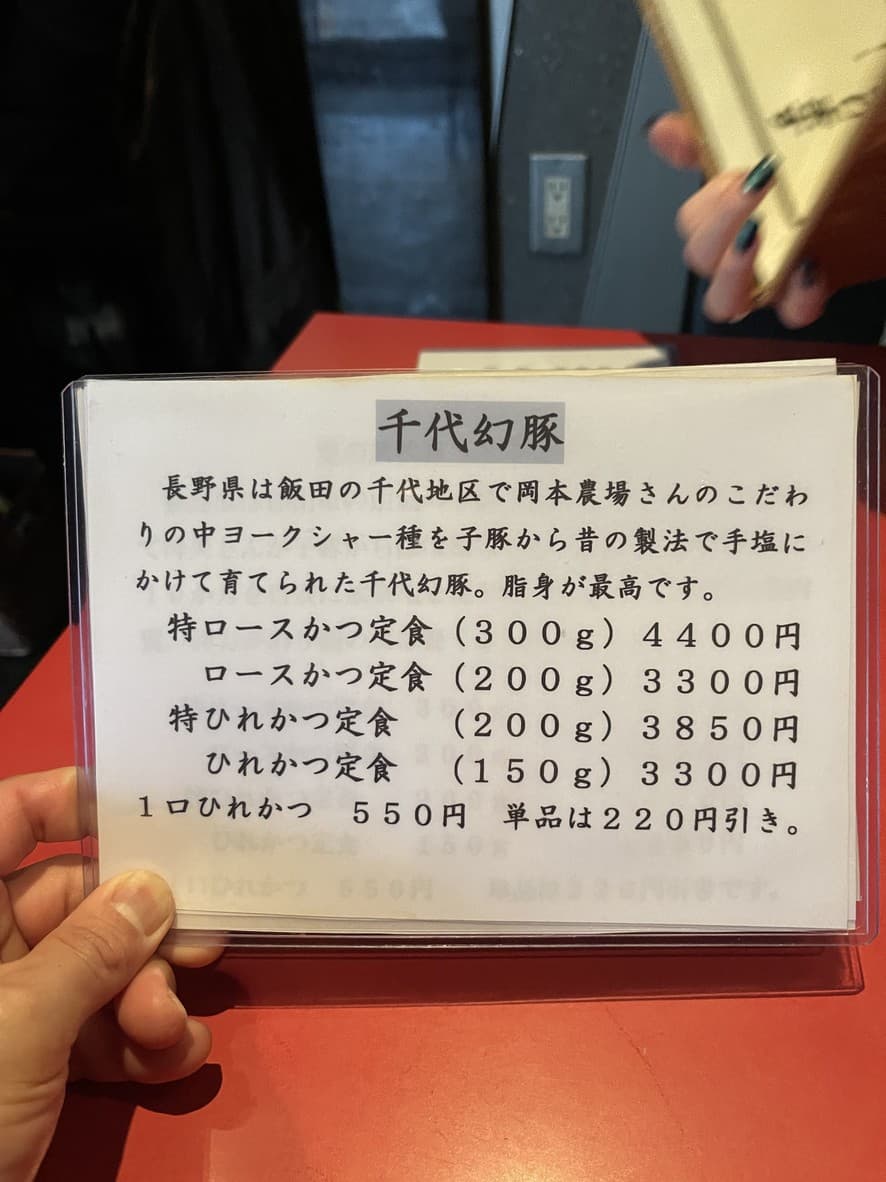 千代幻豚
長野県は飯田の千代地区で岡本農場さんのこだわ
りの中ヨークシャー種を子豚から昔の製法で手塩に
かけて育てられた千代幻豚。脂身が最高です。
特ロースかつ定食（３００ｇ）４４００円
ロースかつ定食（２００ｇ）３３００円
特ひれかつ定食　（２００ｇ）３８５０円
ひれかつ定食　（１５０ｇ）３３００円
１口ひれかつ　５５０円　単品は２２０円引き。